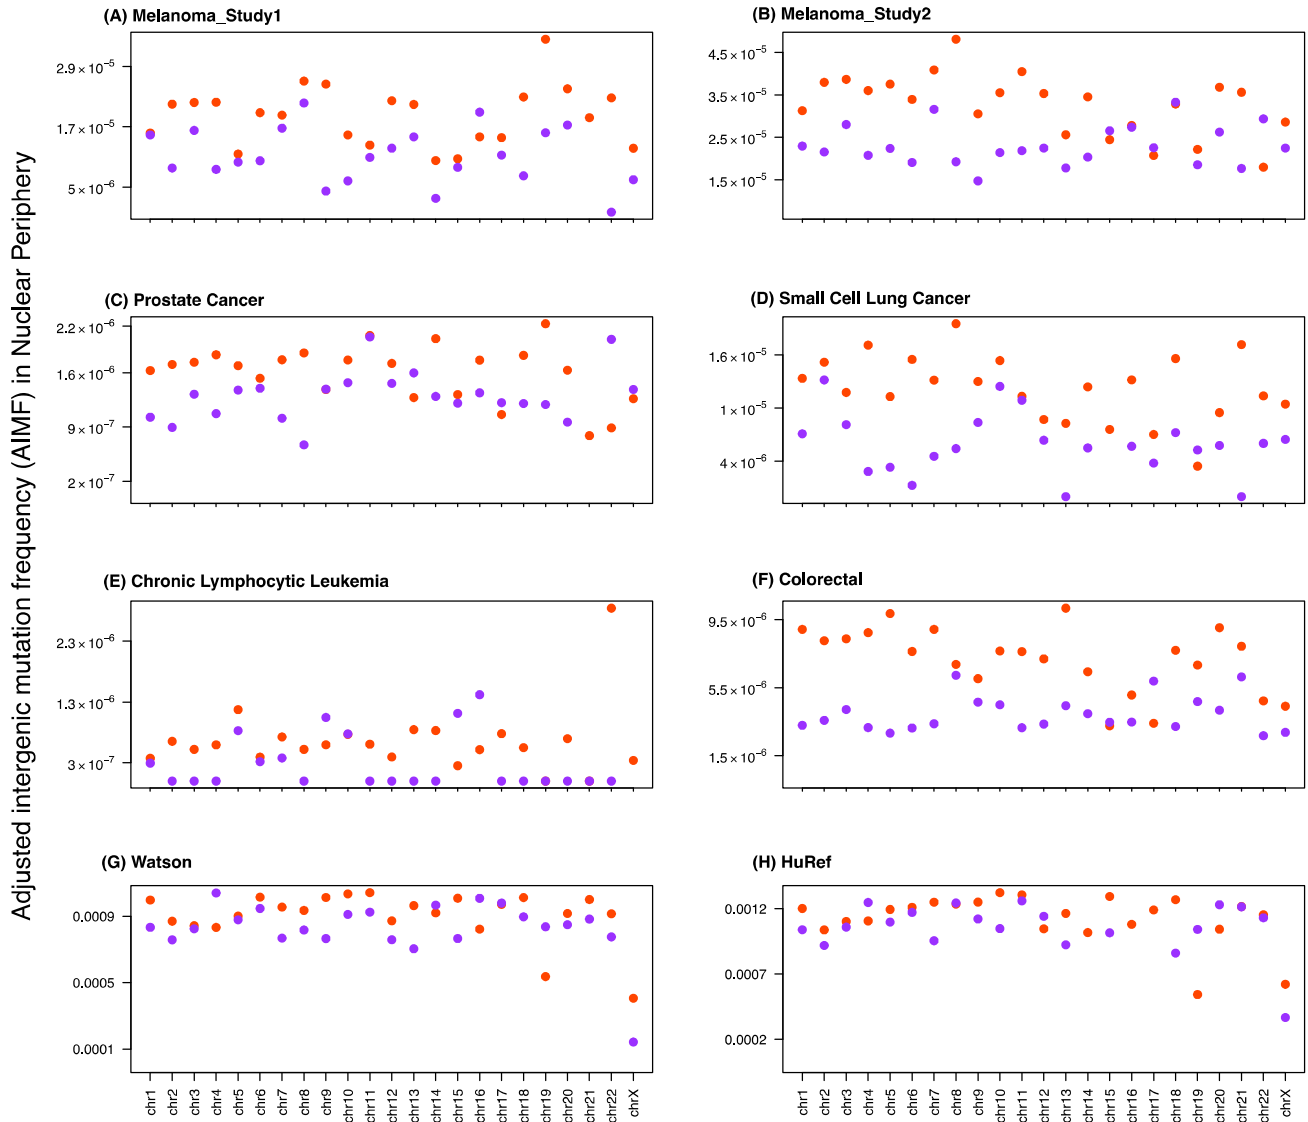 Adjusted intergenic mutation frequency (AIMF) in Nuclear Periphery
(A) Melanoma_Study1
2.9 × 10⁻⁵
1.7 × 10⁻⁵
5 × 10⁻⁶
(B) Melanoma_Study2
4.5 × 10⁻⁵
3.5 × 10⁻⁵
2.5 × 10⁻⁵
1.5 × 10⁻⁵
(C) Prostate Cancer
2.2 × 10⁻⁶
1.6 × 10⁻⁶
9 × 10⁻⁷
2 × 10⁻⁷
(D) Small Cell Lung Cancer
1.6 × 10⁻⁵
1 × 10⁻⁵
4 × 10⁻⁶
(E) Chronic Lymphocytic Leukemia
2.3 × 10⁻⁶
1.3 × 10⁻⁶
3 × 10⁻⁷
(F) Colorectal
9.5 × 10⁻⁶
5.5 × 10⁻⁶
1.5 × 10⁻⁶
(G) Watson
0.0009
0.0005
0.0001
chr1
chr2
chr3
chr4
chr5
chr6
chr7
chr8
chr9
chr10
chr11
chr12
chr13
chr14
chr15
chr16
chr17
chr18
chr19
chr20
chr21
chr22
chrX
(H) HuRef
0.0012
0.0007
0.0002
chr1
chr2
chr3
chr4
chr5
chr6
chr7
chr8
chr9
chr10
chr11
chr12
chr13
chr14
chr15
chr16
chr17
chr18
chr19
chr20
chr21
chr22
chrX